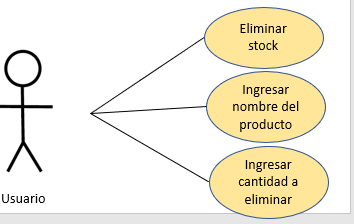 Eliminar
stock
Ingresar
nombre del
producto
Ingresar
cantidad a
eliminar
Usuario